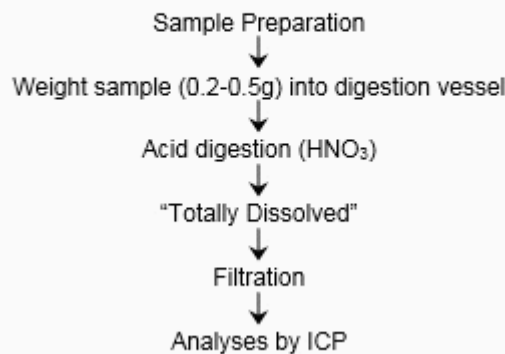 Sample Preparation
Weight sample (0.2-0.5g) into digestion vessel
Acid digestion (HNO₃)
“Totally Dissolved”
Filtration
Analyses by ICP